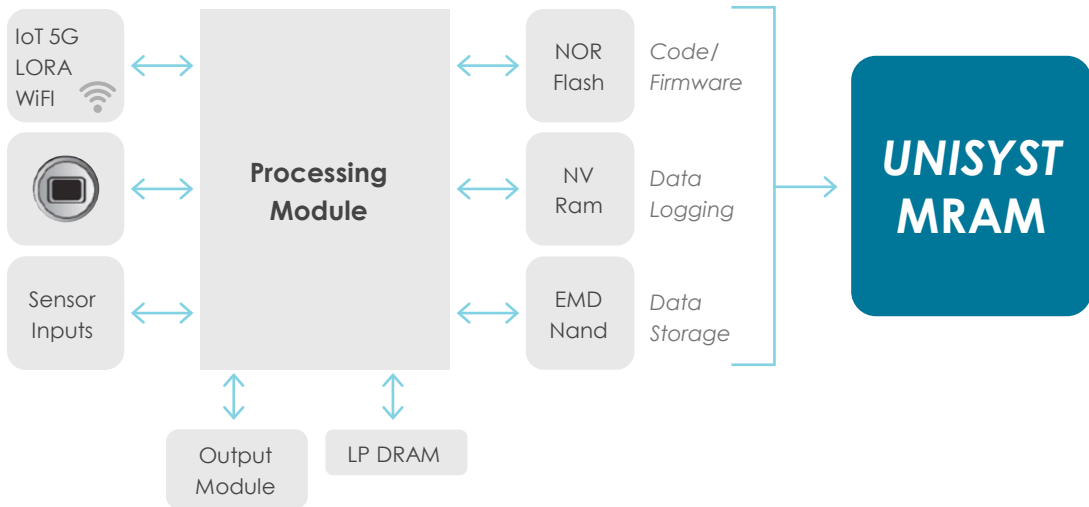 IoT 5G
LORA
WiFI
Sensor
Inputs
Processing
Module
Output
Module
LP DRAM
NOR
Flash
Code/
Firmware
NV
Ram
Data
Logging
EMD
Nand
Data
Storage
UNISYST
MRAM